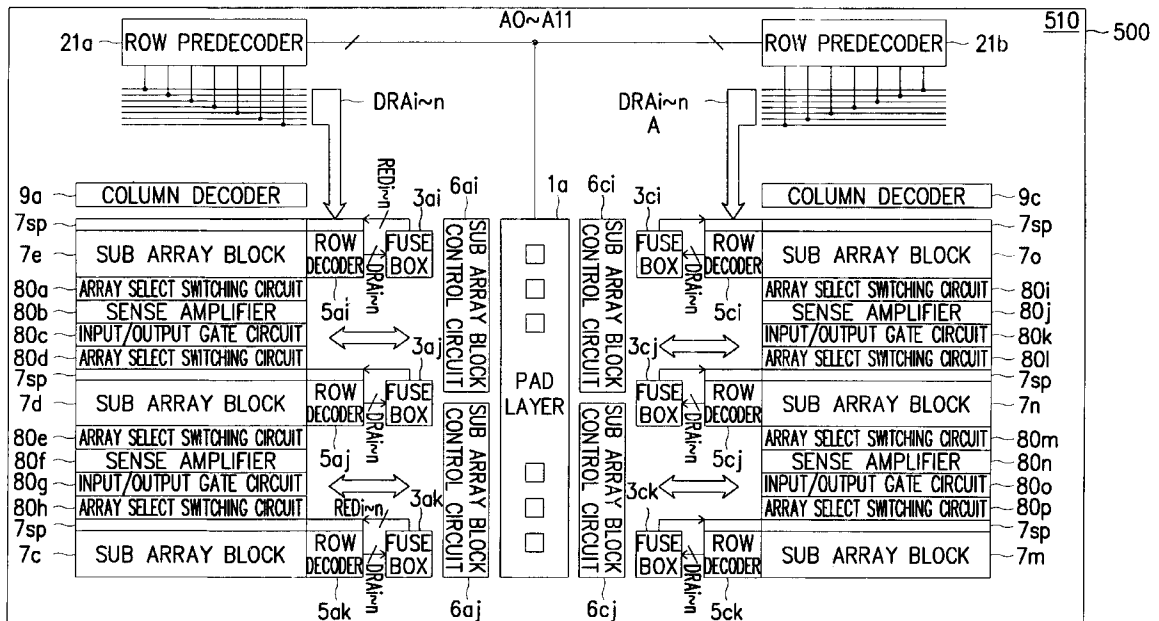 A0~A11
510
500
21a
ROW PREDECODER
ROW PREDECODER
21b
DRAi~n
DRAi~n
A
REDi~n
6ai
1a
6ci
9a
COLUMN DECODER
3ai
3ci
COLUMN DECODER
9c
7sp
7sp
7e
SUB ARRAY BLOCK
ROW DECODER
DRAi~n
FUSE BOX
SUB ARRAY BLOCK CONTROL CIRCUIT
SUB ARRAY BLOCK CONTROL CIRCUIT
FUSE BOX
DRAi~n
ROW DECODER
SUB ARRAY BLOCK
7o
80a
ARRAY SELECT SWITCHING CIRCUIT
5ai
5ci
ARRAY SELECT SWITCHING CIRCUIT
80i
80b
SENSE AMPLIFIER
SENSE AMPLIFIER
80j
80c
INPUT/OUTPUT GATE CIRCUIT
INPUT/OUTPUT GATE CIRCUIT
80k
80d
ARRAY SELECT SWITCHING CIRCUIT
3aj
3cj
ARRAY SELECT SWITCHING CIRCUIT
80l
7sp
PAD LAYER
7sp
7d
SUB ARRAY BLOCK
ROW DECODER
DRAi~n
FUSE BOX
FUSE BOX
DRAi~n
ROW DECODER
SUB ARRAY BLOCK
7n
80e
ARRAY SELECT SWITCHING CIRCUIT
5aj
SUB ARRAY BLOCK CONTROL CIRCUIT
SUB ARRAY BLOCK CONTROL CIRCUIT
5cj
ARRAY SELECT SWITCHING CIRCUIT
80m
80f
SENSE AMPLIFIER
SENSE AMPLIFIER
80n
80g
INPUT/OUTPUT GATE CIRCUIT
3ak
3ck
INPUT/OUTPUT GATE CIRCUIT
80o
80h
ARRAY SELECT SWITCHING CIRCUIT
REDi~n
ARRAY SELECT SWITCHING CIRCUIT
80p
7sp
7sp
7c
SUB ARRAY BLOCK
ROW DECODER
DRAi~n
FUSE BOX
FUSE BOX
DRAi~n
ROW DECODER
SUB ARRAY BLOCK
7m
5ak
6aj
6cj
5ck